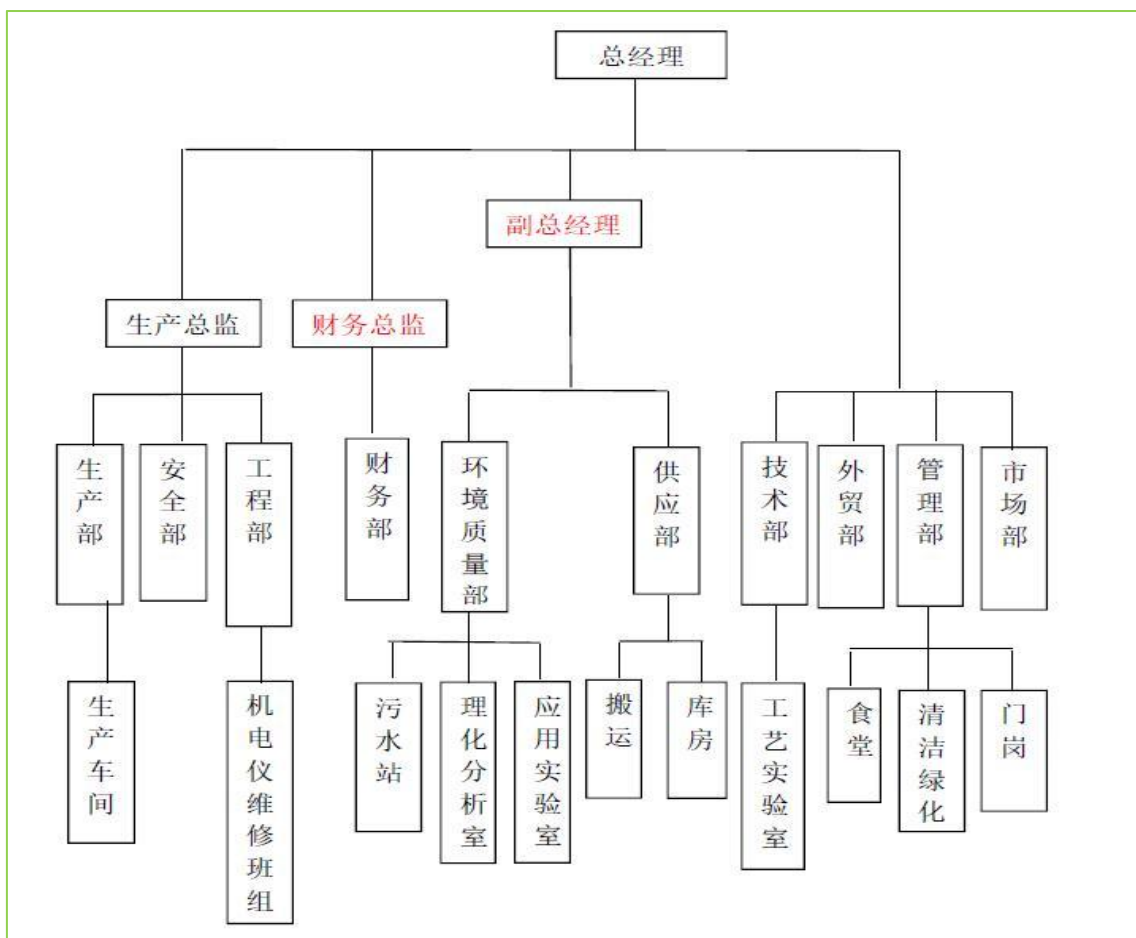 总经理
副总经理
生产总监
财务总监
生产部
安全部
工程部
财务部
环境质量部
供应部
技术部
外贸部
管理部
市场部
生产车间
机电仪维修班组
污水站
理化分析室
应用实验室
搬运
库房
工艺实验室
食堂
清洁绿化
门岗